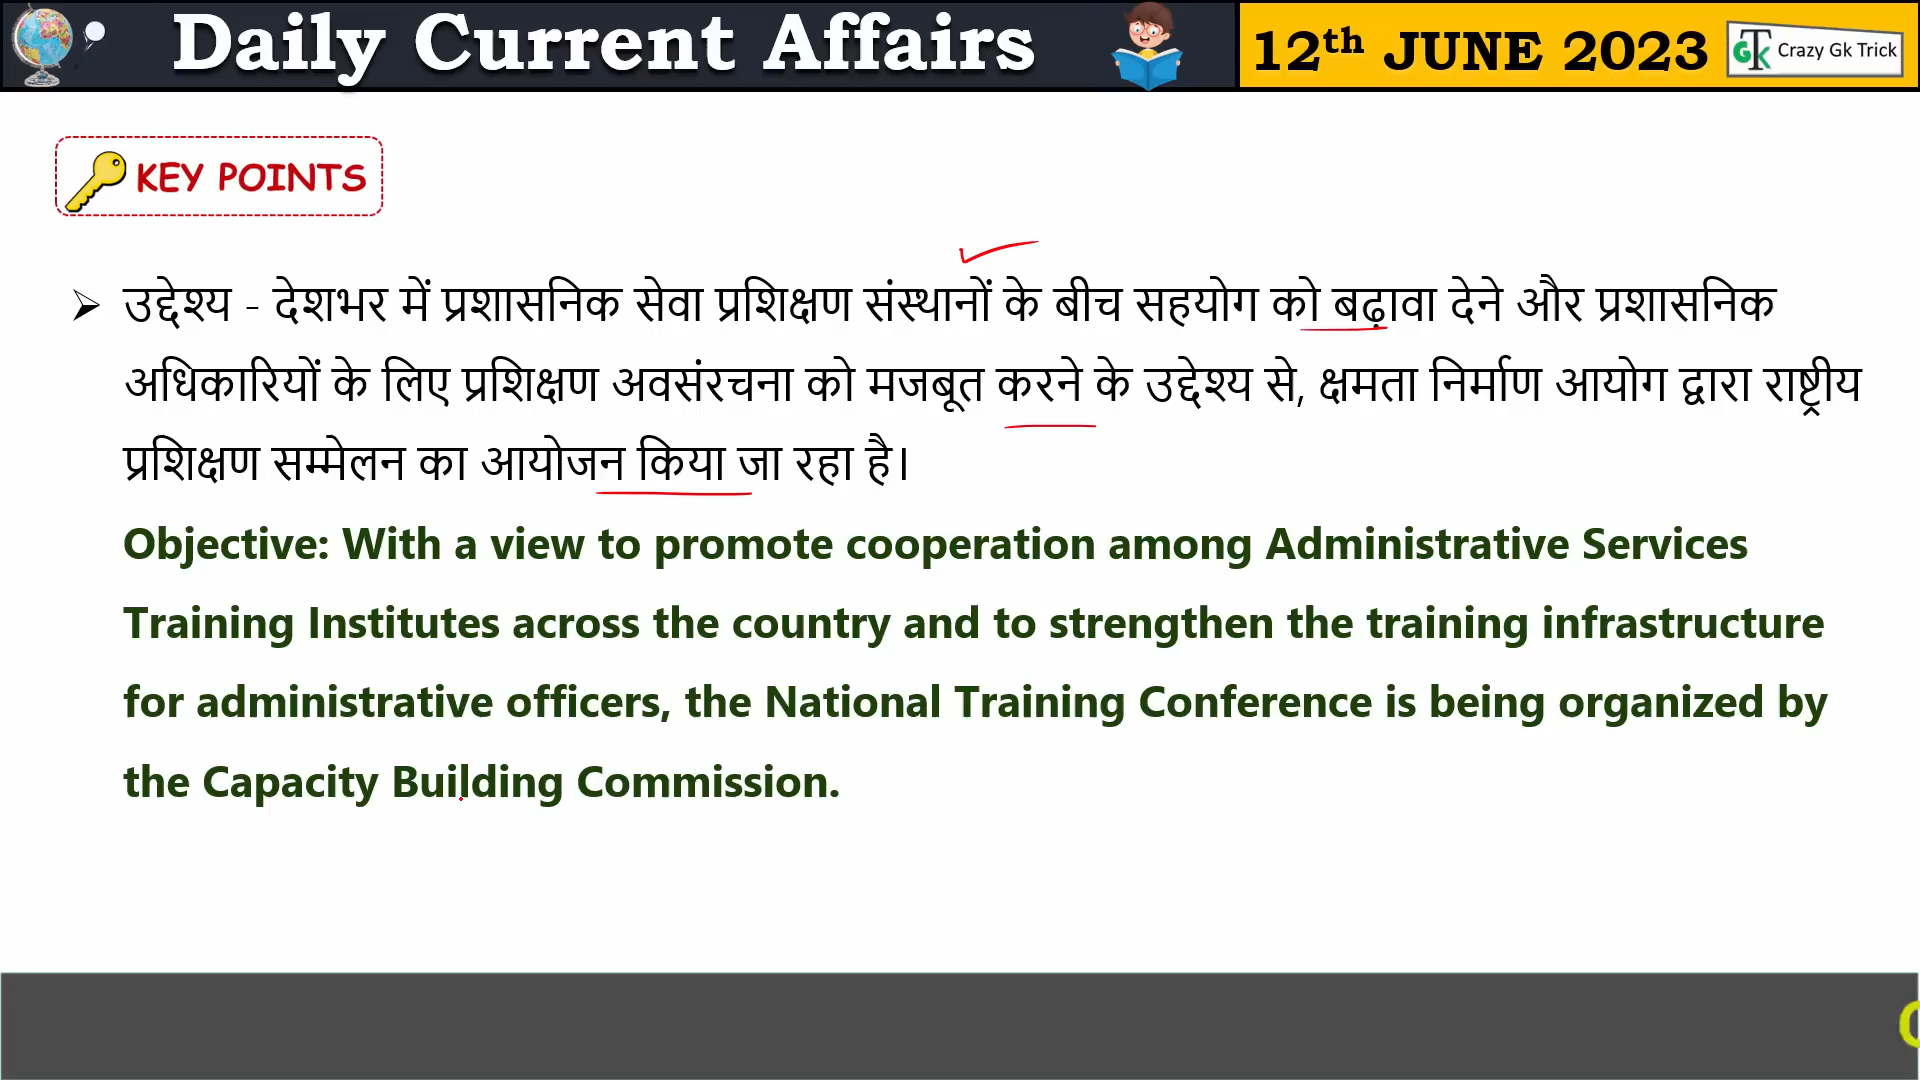 Daily Current Affairs
12th JUNE 2023
GTK Crazy Gk Trick
KEY POINTS
➢ उद्देश्य - देशभर में प्रशासनिक सेवा प्रशिक्षण संस्थानों के बीच सहयोग को बढ़ावा देने और प्रशासनिक
अधिकारियों के लिए प्रशिक्षण अवसंरचना को मजबूत करने के उद्देश्य से, क्षमता निर्माण आयोग द्वारा राष्ट्रीय
प्रशिक्षण सम्मेलन का आयोजन किया जा रहा है।
Objective: With a view to promote cooperation among Administrative Services
Training Institutes across the country and to strengthen the training infrastructure
for administrative officers, the National Training Conference is being organized by
the Capacity Building Commission.